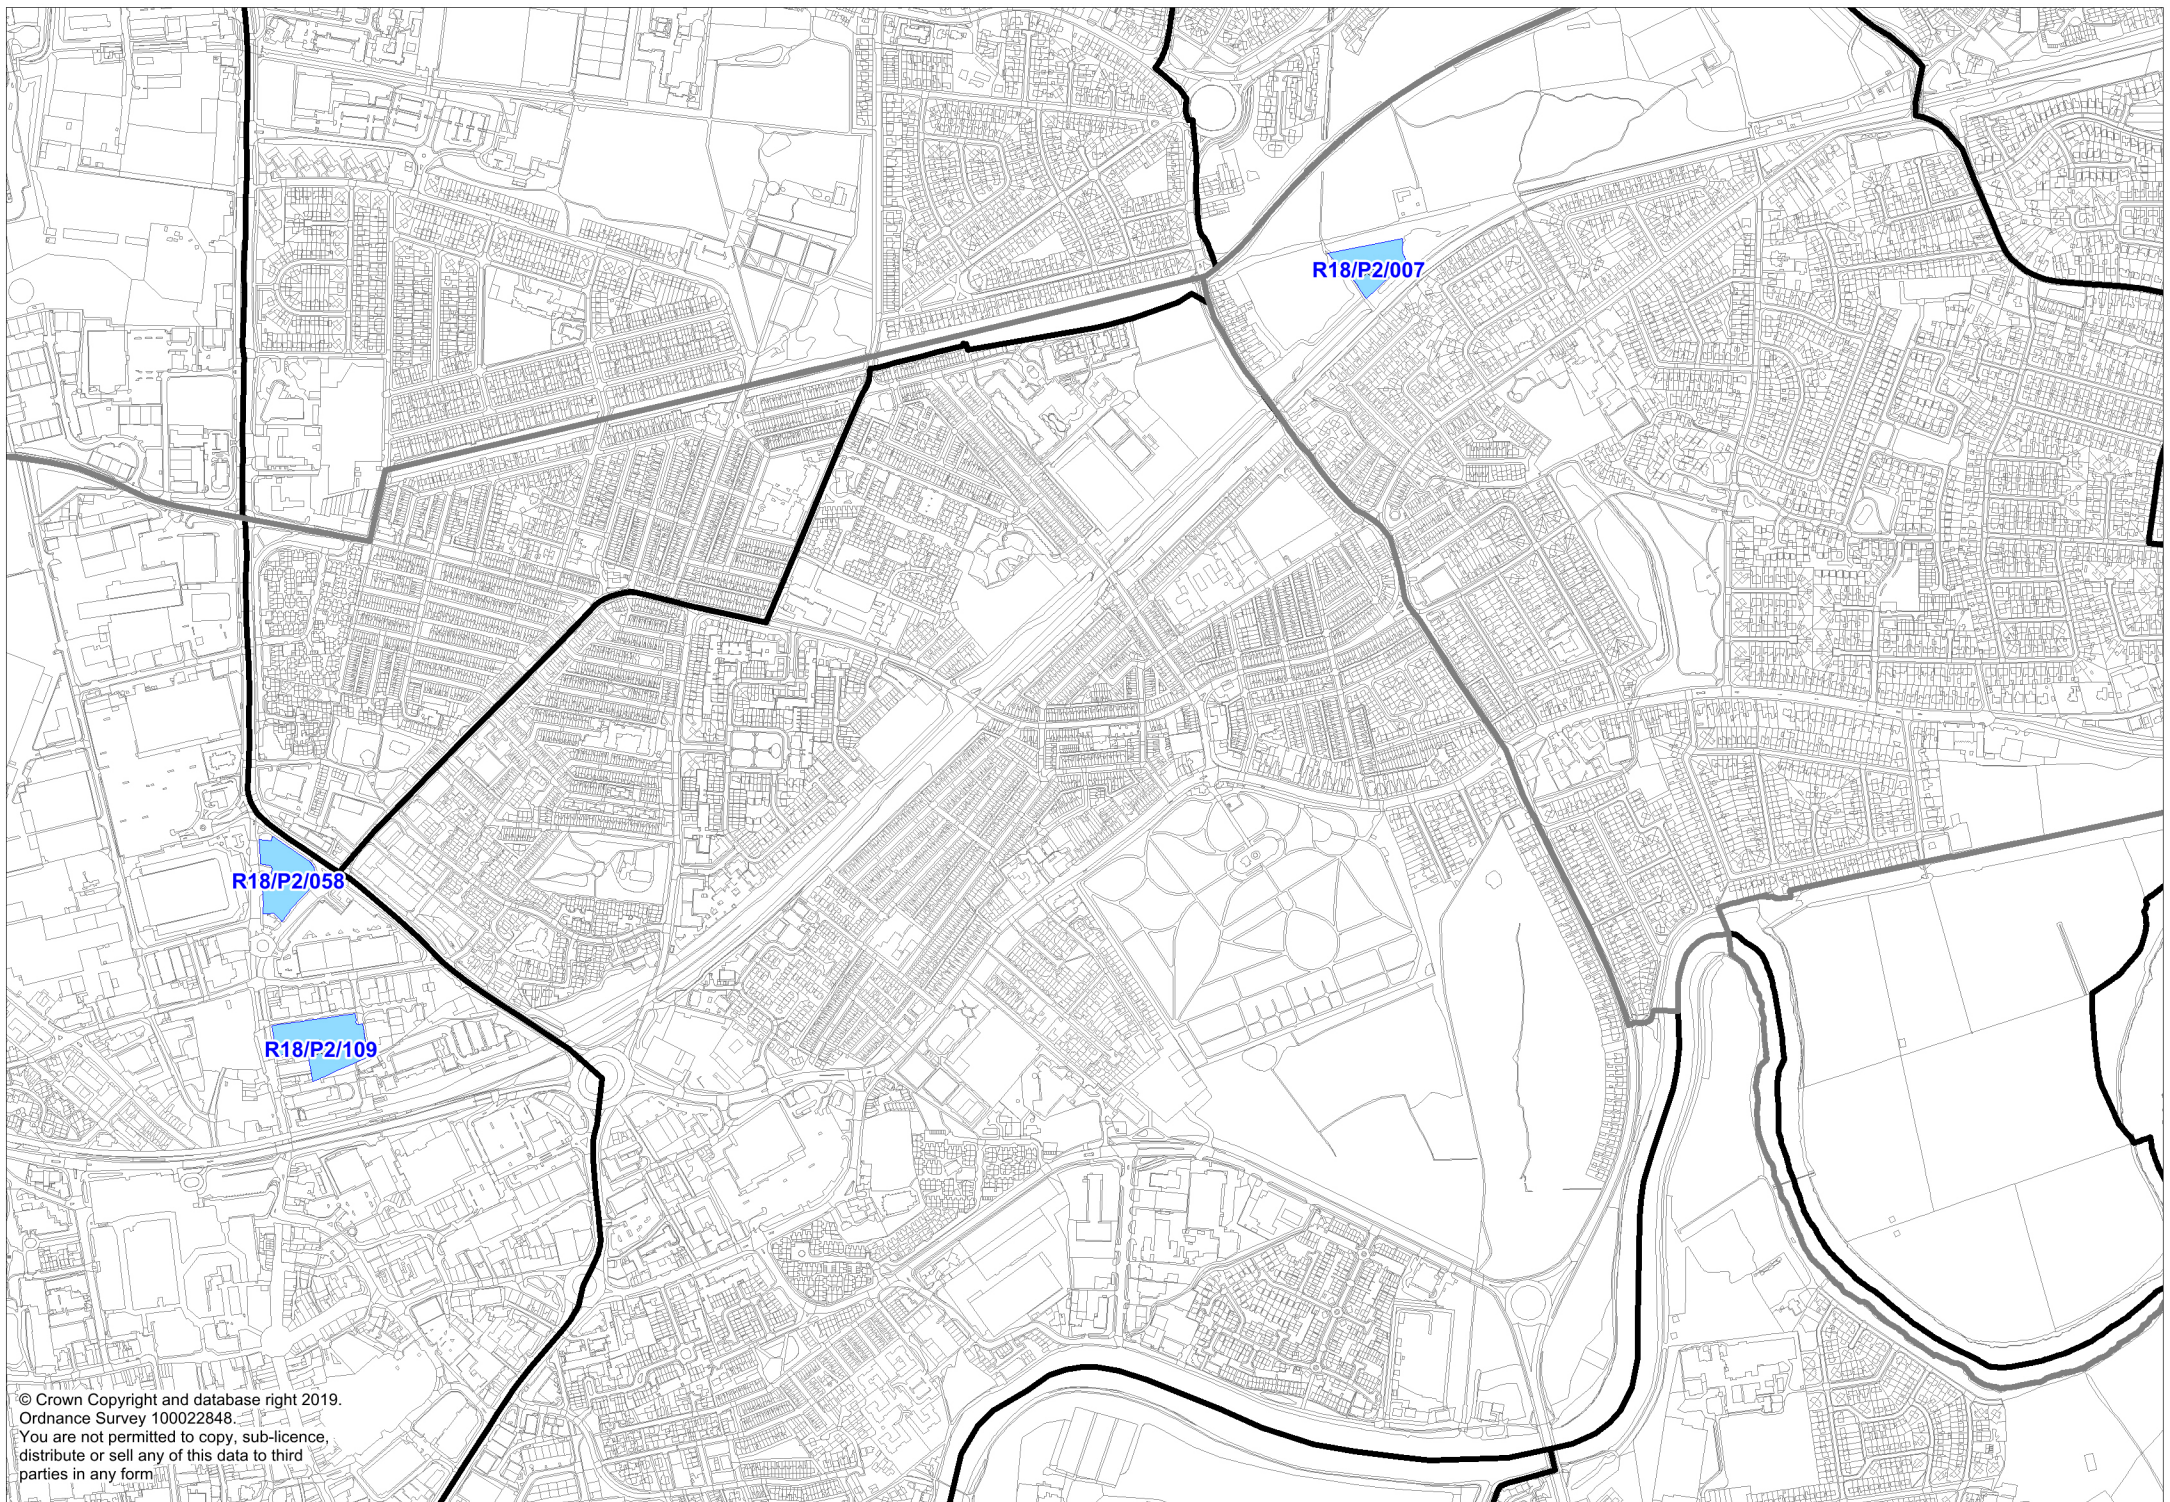 R18/P2/007
R18/P2/058
R18/P2/109
© Crown Copyright and database right 2019.
Ordnance Survey 100022848.
You are not permitted to copy, sub-licence,
distribute or sell any of this data to third
parties in any form